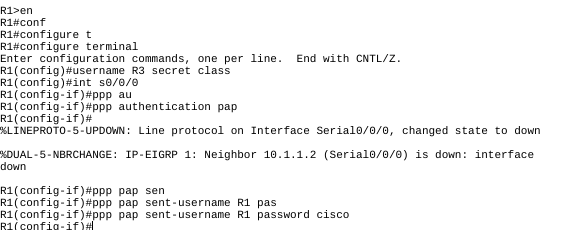 R1>en
R1#conf
R1#configure t
R1#configure terminal
Enter configuration commands, one per line.  End with CNTL/Z.
R1(config)#username R3 secret class
R1(config)#int s0/0/0
R1(config-if)#ppp au
R1(config-if)#ppp authentication pap
R1(config-if)#
%LINEPROTO-5-UPDOWN: Line protocol on Interface Serial0/0/0, changed state to down
%DUAL-5-NBRCHANGE: IP-EIGRP 1: Neighbor 10.1.1.2 (Serial0/0/0) is down: interface
down
R1(config-if)#ppp pap sen
R1(config-if)#ppp pap sent-username R1 pas
R1(config-if)#ppp pap sent-username R1 password cisco
R1(config-if)#